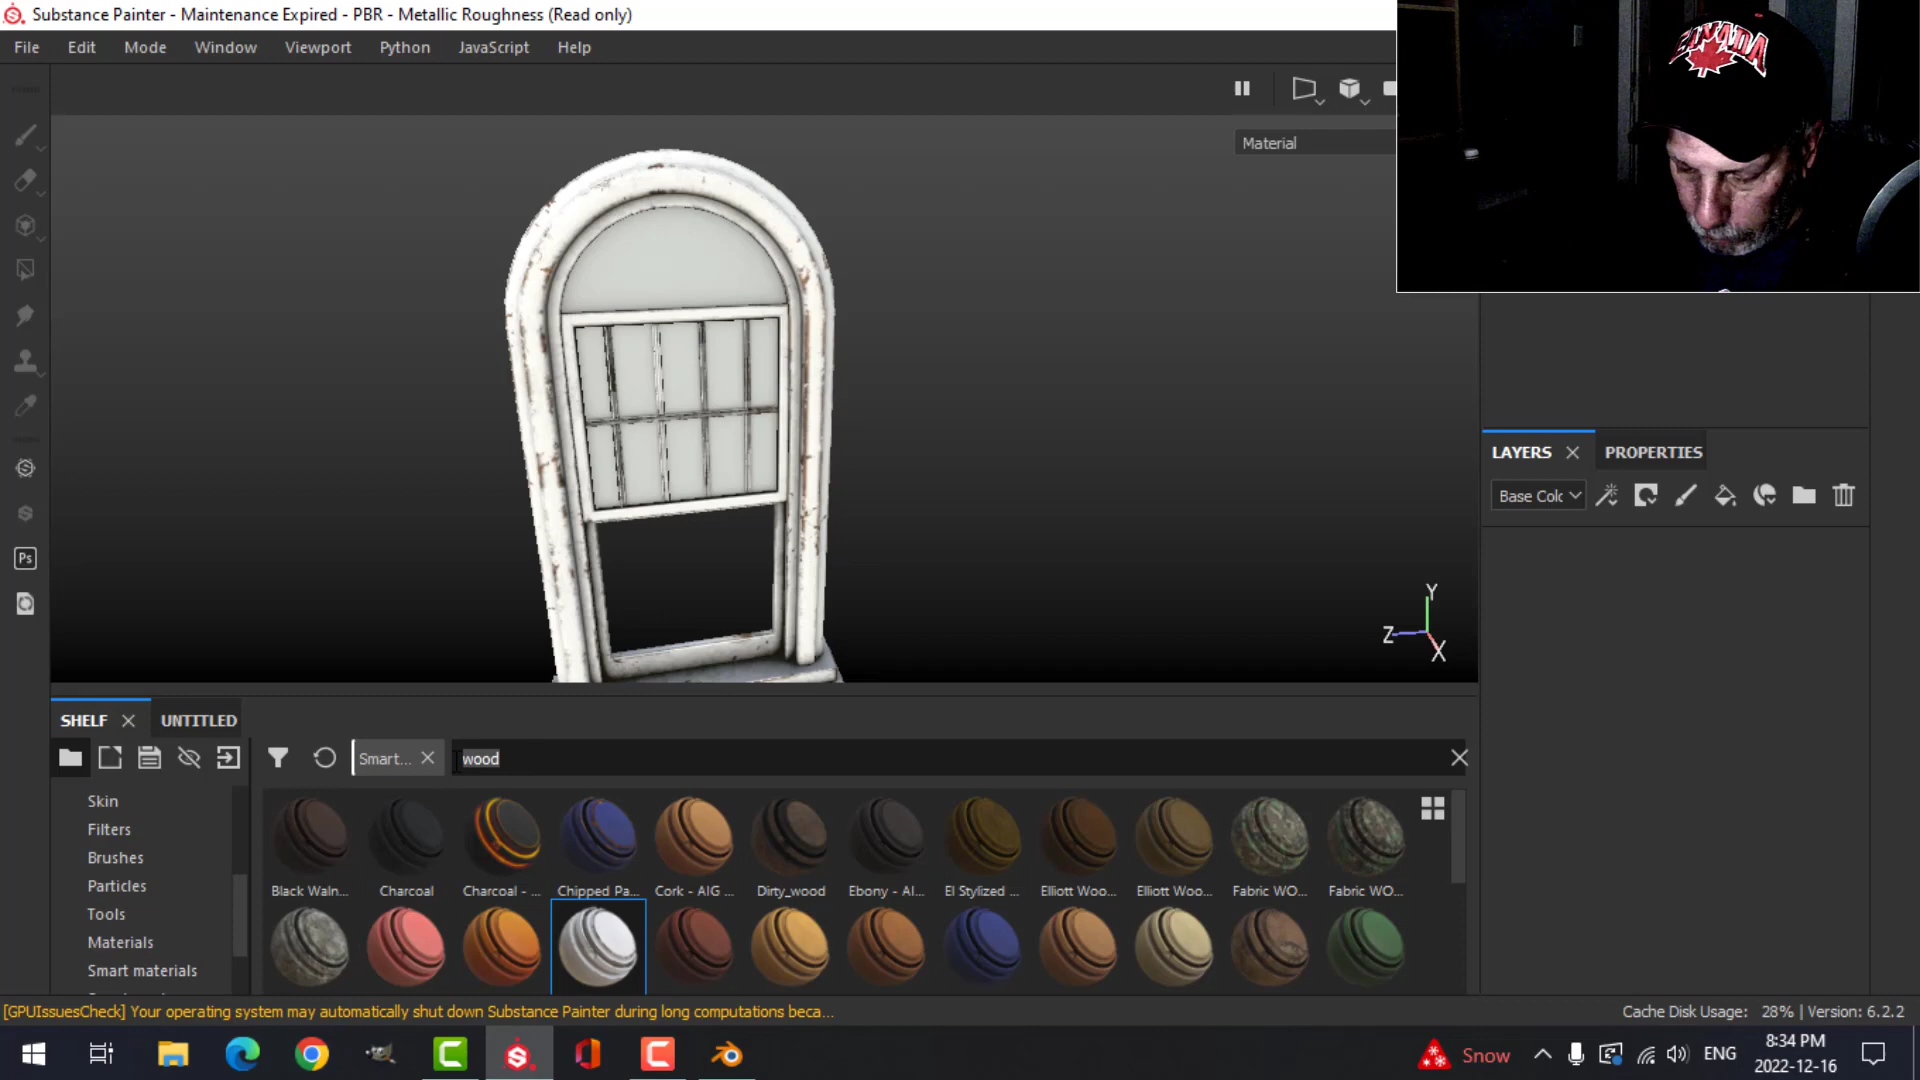 Substance Painter - Maintenance Expired - PBR - Metallic Roughness (Read only)
File Edit Mode Window Viewport Python JavaScript Help
CANADA
Material
LAYERS PROPERTIES
Base Colc
Ps
Y
Z
X
SHELF UNTITLED
Smart... wood
Skin
Filters
Brushes
Particles
Tools
Materials
Smart materials
Black Waln... Charcoal Charcoal - ... Chipped Pa... Cork - AIG ... Dirty_wood Ebony - AI... El Stylized ... Elliott Woo... Elliott Woo... Fabric WO... Fabric WO...
[GPUIssuesCheck] Your operating system may automatically shut down Substance Painter during long computations beca...
Cache Disk Usage: 28% | Version: 6.2.2
Snow ENG 8:34 PM
2022-12-16